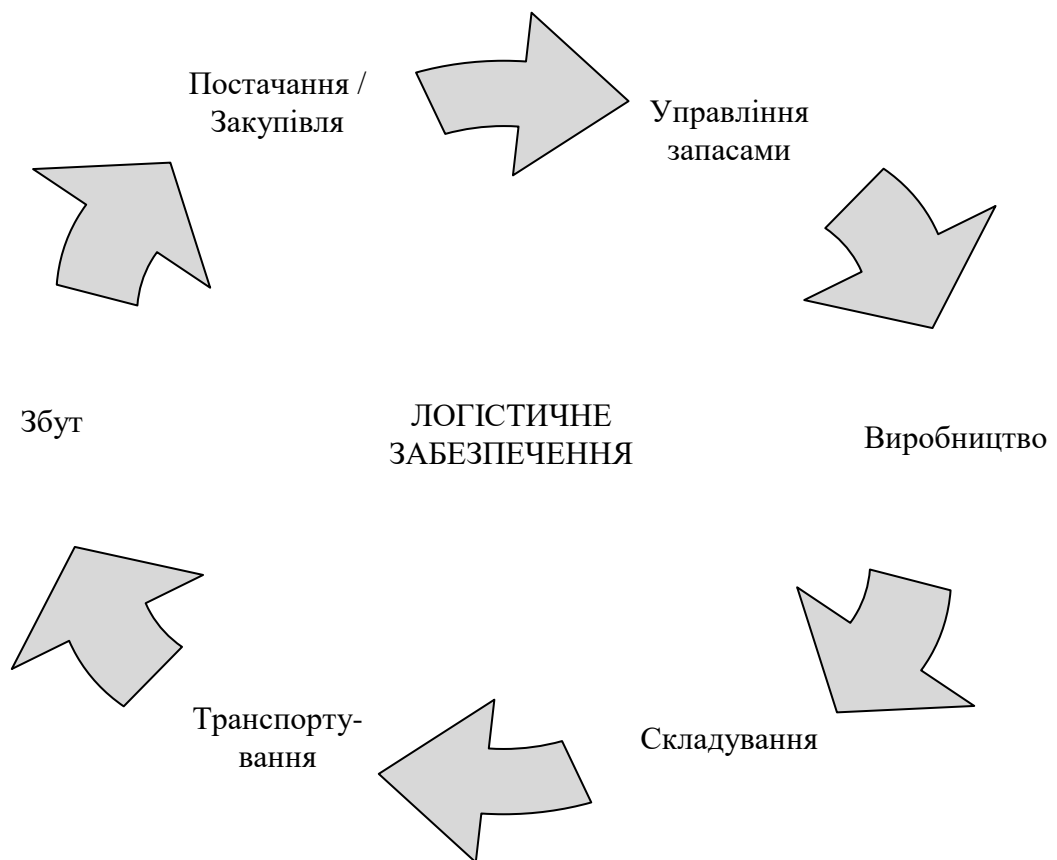 Постачання /
Закупівля
Управління
запасами
Збут
ЛОГІСТИЧНЕ
ЗАБЕЗПЕЧЕННЯ
Виробництво
Транспорту-
вання
Складування